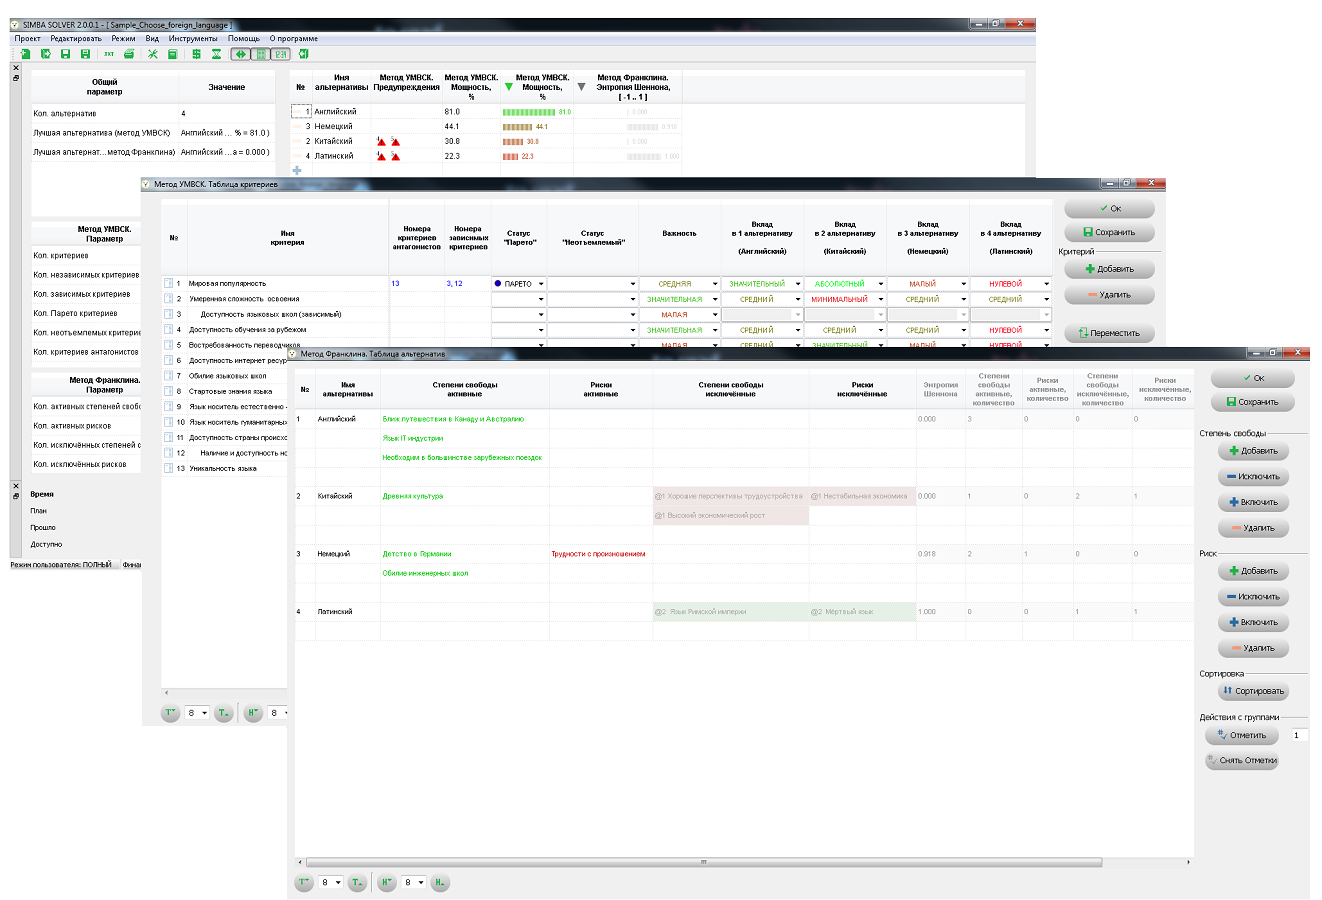 SIMBA SOLVER 2.0.0.1 - [ Sample_Choose_foreign_language ]
Проект Редактировать Режим Вид Инструменты Помощь О программе
Общий параметр Значение
Кол. альтернатив 4
Лучшая альтернатива (метод УМВСК) Английский ... % = 81.0 )
Лучшая альтернат...метод Франклина) Английский ...a = 0.000 )
№ Имя альтернативы Метод УМВСК. Предупреждения Метод УМВСК. Мощность, % Метод УМВСК. Мощность, % Метод Франклина. Энтропия Шеннона, [ -1 .. 1 ]
1 Английский 81.0 81.0 0.000
3 Немецкий 44.1 44.1 0.918
2 Китайский 30.8 30.8 0.000
4 Латинский 22.3 22.3 1.000
Метод УМВСК. Параметр
Кол. критериев
Кол. независимых критериев
Кол. зависимых критериев
Кол. Парето критериев
Кол. неотъемлемых критерие
Кол. критериев антагонистов
Метод Франклина. Параметр
Кол. активных степеней свобо
Кол. активных рисков
Кол. исключённых степеней с
Кол. исключённых рисков
Время
План
Прошло
Доступно
Режим пользователя: ПОЛНЫЙ Финан
Метод УМВСК. Таблица критериев
№ Имя критерия Номера критериев антагонистов Номера зависимых критериев Статус "Парето" Статус "Неотъемлемый" Важность Вклад в 1 альтернативу (Английский) Вклад в 2 альтернативу (Китайский) Вклад в 3 альтернативу (Немецкий) Вклад в 4 альтернативу (Латинский)
1 Мировая популярность 13 3, 12 ПАРЕТО СРЕДНЯЯ ЗНАЧИТЕЛЬНЫЙ АБСОЛЮТНЫЙ МАЛЫЙ НУЛЕВОЙ
2 Умеренная сложность освоения ЗНАЧИТЕЛЬНАЯ СРЕДНИЙ МИНИМАЛЬНЫЙ СРЕДНИЙ СРЕДНИЙ
3 Доступность языковых школ (зависимый) МАЛАЯ
4 Доступность обучения за рубежом ЗНАЧИТЕЛЬНАЯ СРЕДНИЙ СРЕДНИЙ СРЕДНИЙ НУЛЕВОЙ
5 Востребованность переводчиков МАЛАЯ СРЕДНИЙ ЗНАЧИТЕЛЬНЫЙ МАЛЫЙ НУЛЕВОЙ
6 Доступность интернет ресур
7 Обилие языковых школ
8 Стартовые знания языка
9 Язык носитель естественно -
10 Язык носитель гуманитарных
11 Доступность страны происхо
12 Наличие и доступность но
13 Уникальность языка
Ок
Сохранить
Критерий
Добавить
Удалить
Переместить
8 8
Метод Франклина. Таблица альтернатив
№ Имя альтернативы Степени свободы активные Риски активные Степени свободы исключённые Риски исключённые Энтропия Шеннона Степени свободы активные, количество Риски активные, количество Степени свободы исключённые, количество Риски исключённые, количество
1 Английский Ближ путешествия в Канаду и Австралию 0.000 3 0 0 0
Язык IT индустрии
Необходим в большинстве зарубежных поездок
2 Китайский Древняя культура @1 Хорошие перспективы трудоустройства @1 Нестабильная экономика 0.000 1 0 2 1
@1 Высокий экономический рост
3 Немецкий Детство в Германии Трудности с произношением 0.918 2 1 0 0
Обилие инженерных школ
4 Латинский @2 Язык Римской империи @2 Мёртвый язык 1.000 0 0 1 1
Ок
Сохранить
Степень свободы
Добавить
Исключить
Включить
Удалить
Риск
Добавить
Исключить
Включить
Удалить
Сортировка
Сортировать
Действия с группами
Отметить 1
Снять Отметки
8 8